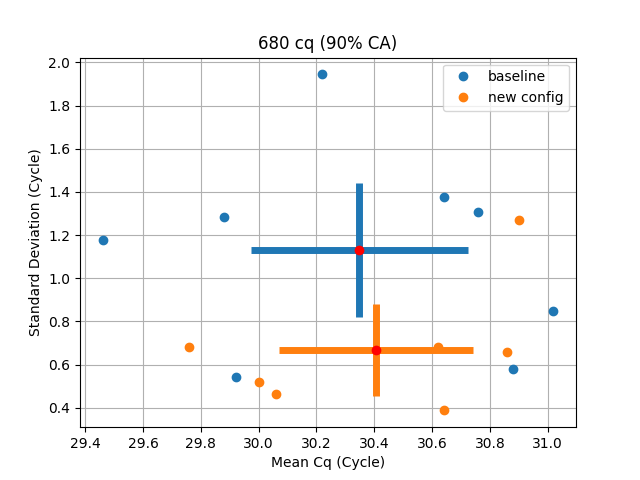 680 cq (90% CA)
baseline
new config
Standard Deviation (Cycle)
2.0
1.8
1.6
1.4
1.2
1.0
0.8
0.6
0.4
29.4 29.6 29.8 30.0 30.2 30.4 30.6 30.8 31.0
Mean Cq (Cycle)